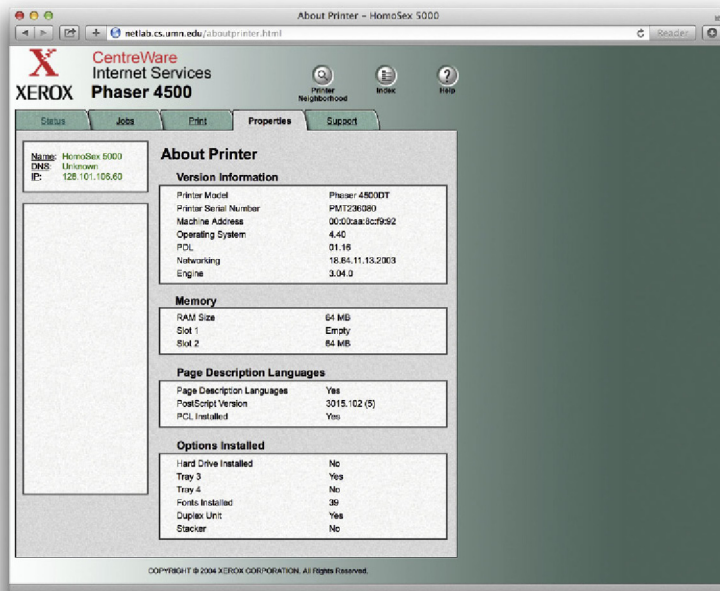 About Printer – HomoSex 5000
netlab.cs.umn.edu/aboutprinter.html
Reader
X
XEROX
CentreWare
Internet Services
Phaser 4500
Printer Neighborhood
Index
? Help
Status
Jobs
Print
Properties
Support
Name: HomoSex 5000
DNS: Unknown
IP: 128.101.106.60
About Printer
Version Information
Printer Model Phaser 4500DT
Printer Serial Number PMT236080
Machine Address 00:00:aa:8c:f9:92
Operating System 4.40
PDL 01.16
Networking 18.64.11.13.2003
Engine 3.04.0
Memory
RAM Size 64 MB
Slot 1 Empty
Slot 2 64 MB
Page Description Languages
Page Description Languages Yes
PostScript Version 3015.102 (5)
PCL Installed Yes
Options Installed
Hard Drive Installed No
Tray 3 Yes
Tray 4 No
Fonts Installed 39
Duplex Unit Yes
Stacker No
COPYRIGHT © 2004 XEROX CORPORATION. All Rights Reserved.